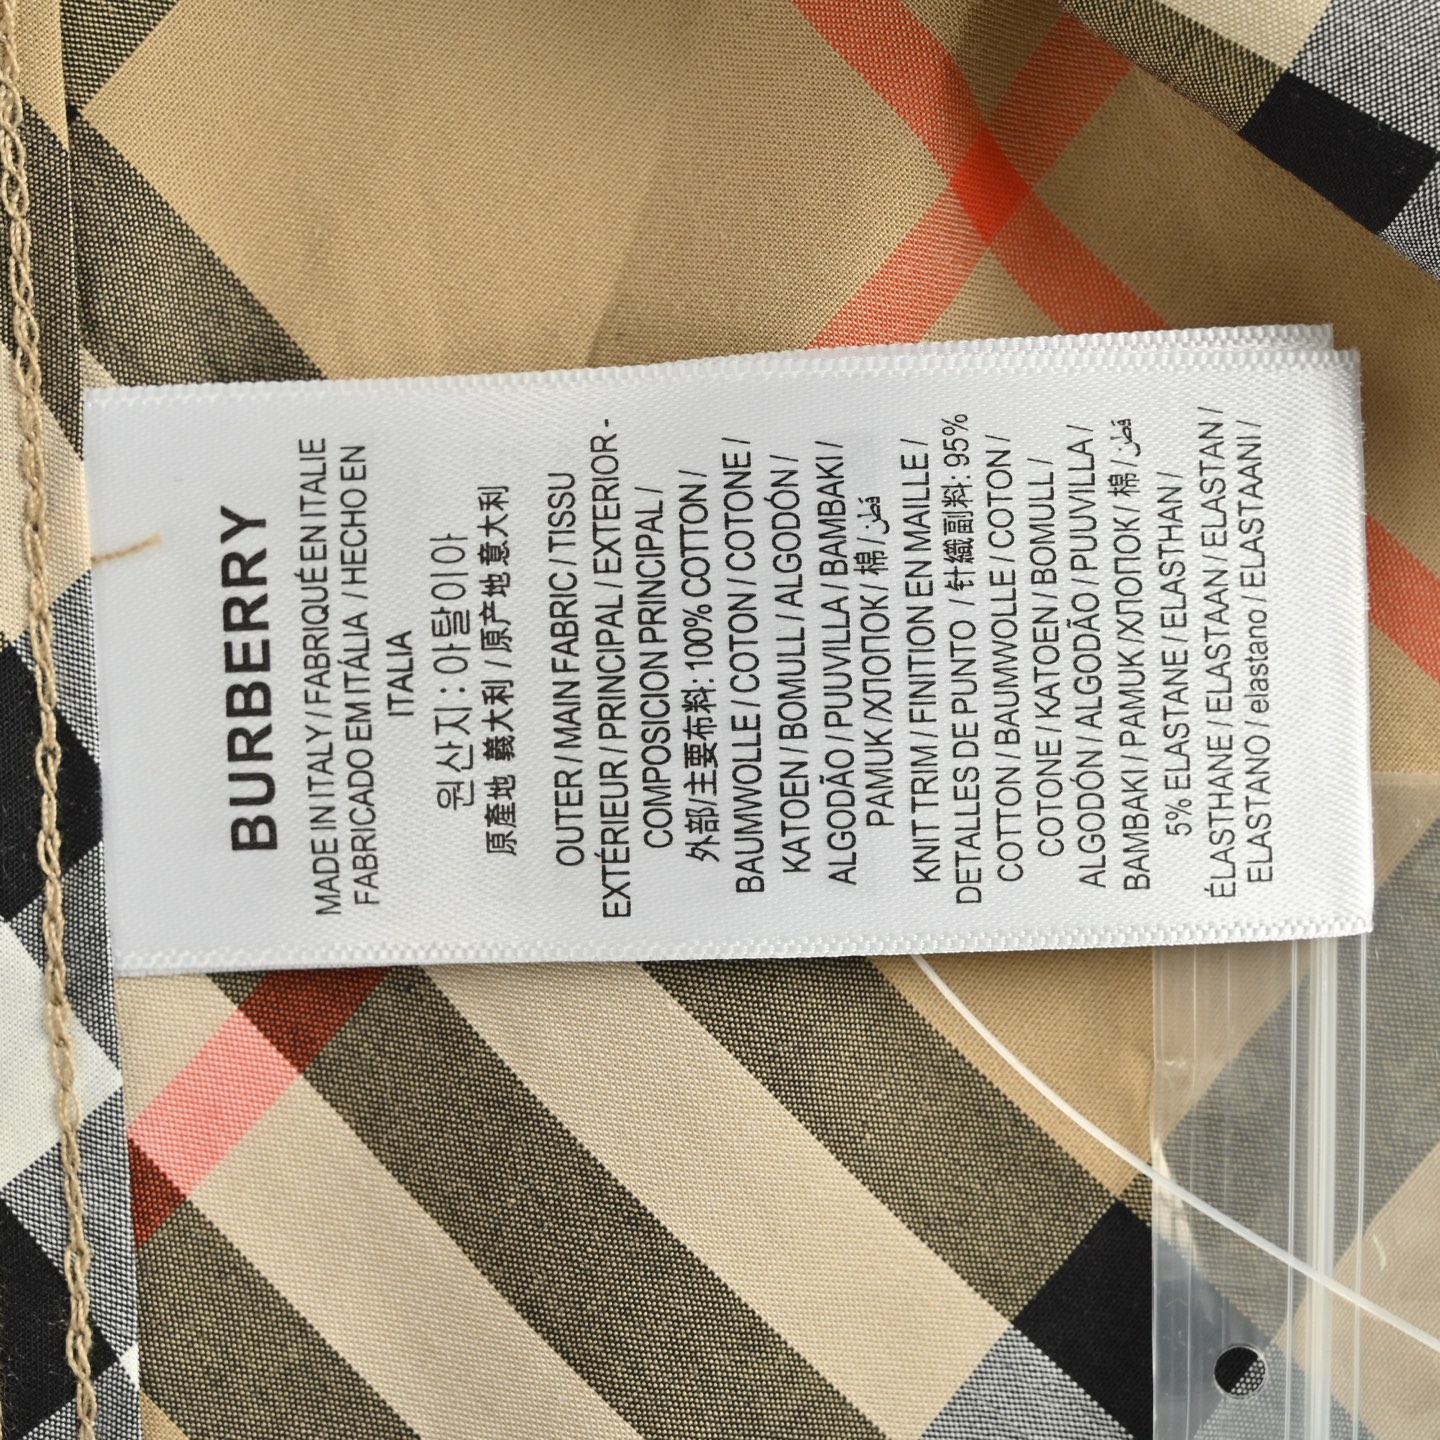 BURBERRY
MADE IN ITALY / FABRIQUÉ EN ITALIE
FABRICADO EM ITÁLIA / HECHO EN
ITALIA
원산지 : 이탈리아
原產地 義大利 / 原产地 意大利
OUTER / MAIN FABRIC / TISSU
EXTÉRIEUR / PRINCIPAL / EXTERIOR -
COMPOSICION PRINCIPAL /
外部/主要布料: 100% COTTON /
BAUMWOLLE / COTON / COTONE /
KATOEN / BOMULL / ALGODÓN /
ALGODÃO / PUUVILLA / BAMBAKI /
PAMUK /ХЛОПОК / 棉 / قطن
KNIT TRIM / FINITION EN MAILLE /
DETALLES DE PUNTO / 针織副料: 95%
COTTON / BAUMWOLLE / COTON /
COTONE / KATOEN / BOMULL /
ALGODÓN / ALGODÃO / PUUVILLA /
BAMBAKI / PAMUK /ХЛОПОК / 棉 / قطن
5% ELASTANE / ELASTHAN /
ÉLASTHANE / ELASTAAN / ELASTAN /
ELASTANO / elastano / ELASTAANI /